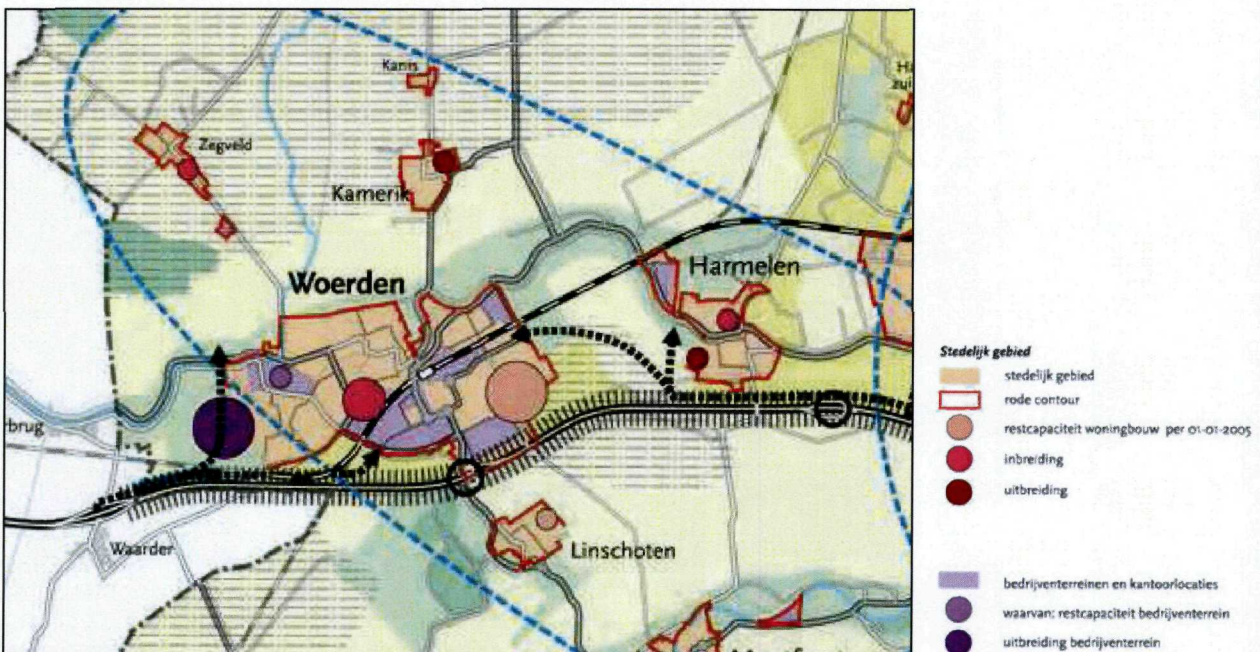 Kanis
Zegveld
Kamerik
Woerden
Harmelen
Waarder
Linschoten
Stedelijk gebied
stedelijk gebied
rode contour
restcapaciteit woningbouw per 01-01-2005
inbreiding
uitbreiding
bedrijventerreinen en kantoorlocaties
waarvan: restcapaciteit bedrijventerrein
uitbreiding bedrijventerrein